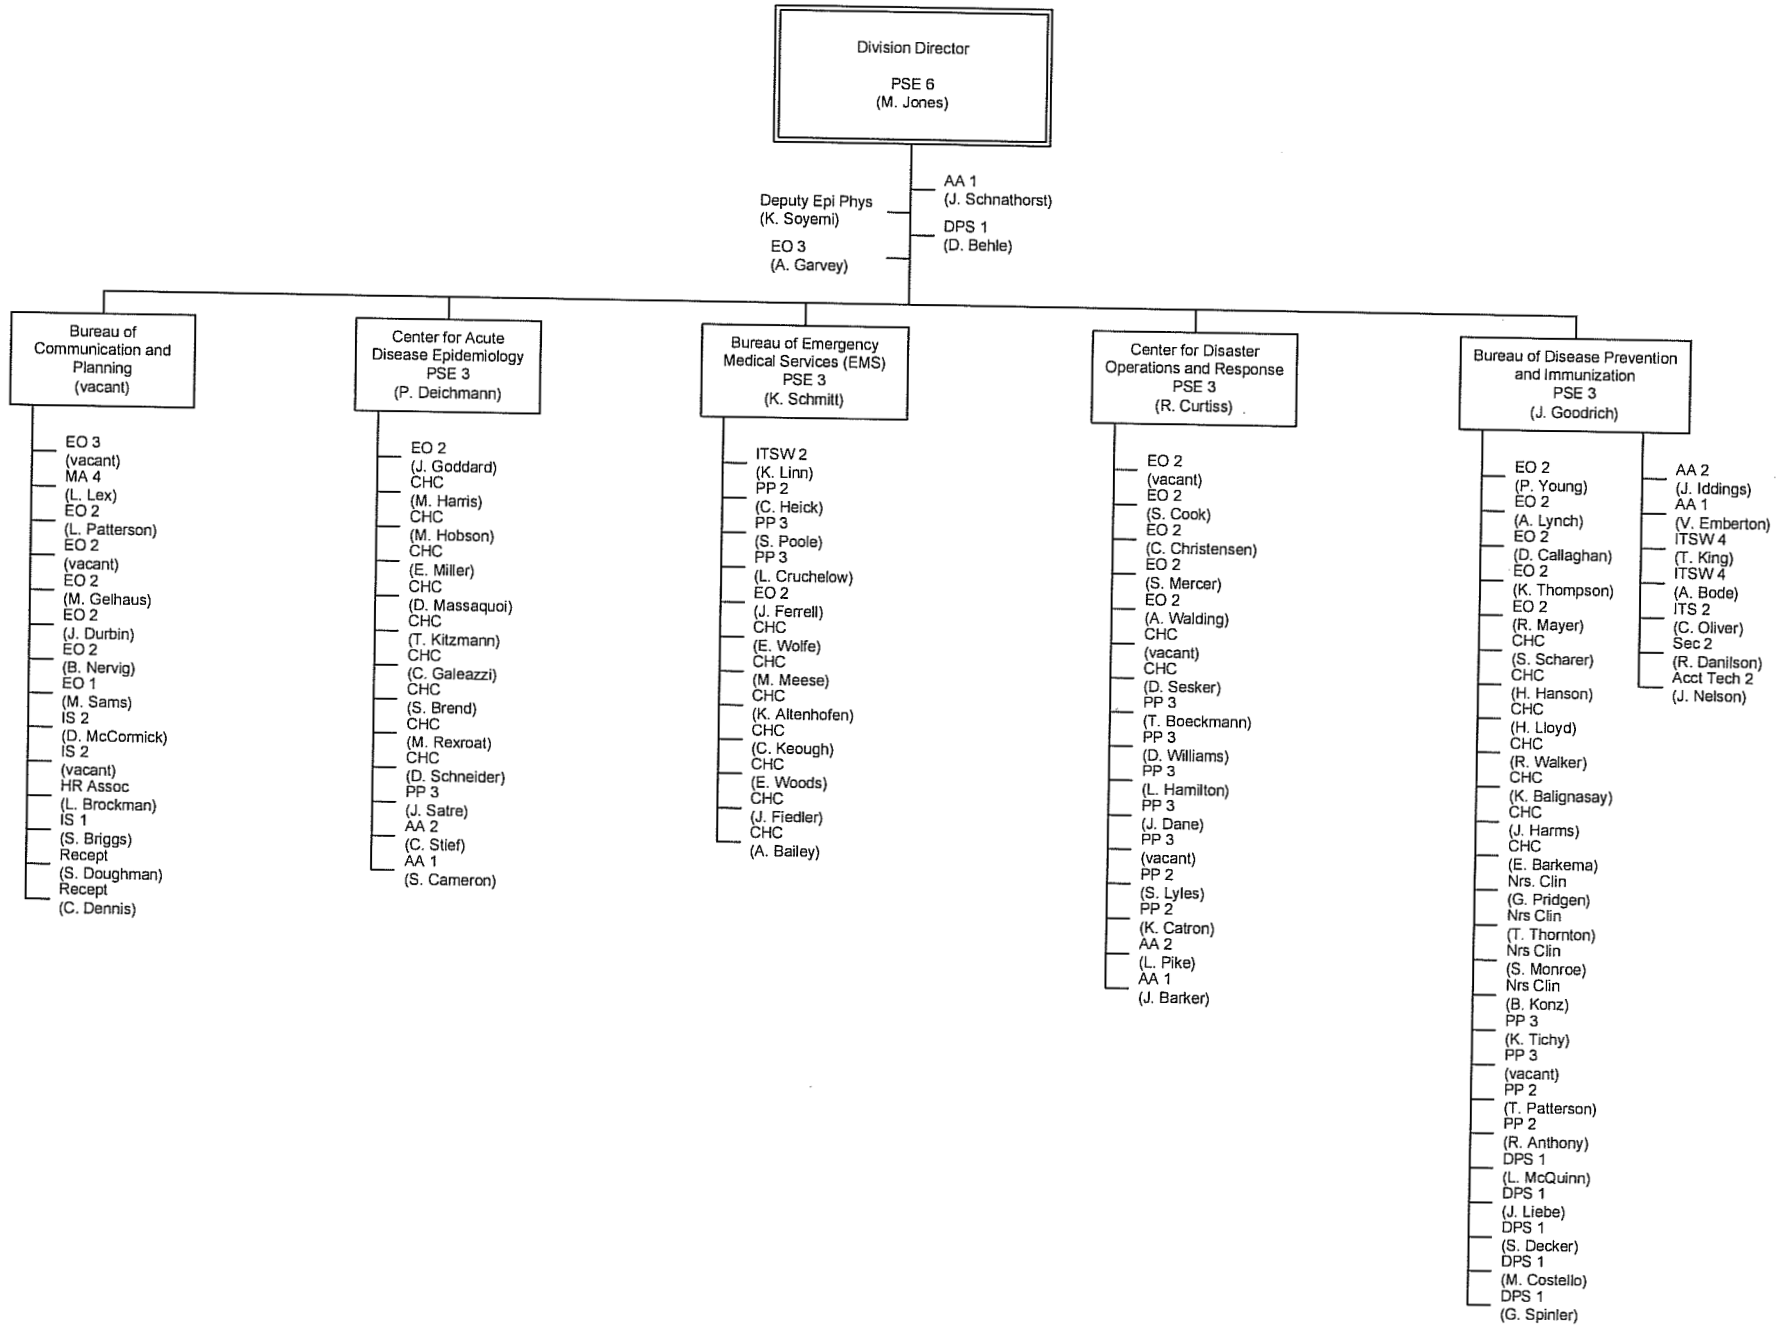 Division Director
PSE 6
(M. Jones)
Deputy Epi Phys
(K. Soyemi)
EO 3
(A. Garvey)
AA 1
(J. Schnathorst)
DPS 1
(D. Behle)
Bureau of
Communication and
Planning
(vacant)
EO 3
(vacant)
MA 4
(L. Lex)
EO 2
(L. Patterson)
EO 2
(vacant)
EO 2
(M. Gelhaus)
EO 2
(J. Durbin)
EO 2
(B. Nervig)
EO 1
(M. Sams)
IS 2
(D. McCormick)
IS 2
(vacant)
HR Assoc
(L. Brockman)
IS 1
(S. Briggs)
Recept
(S. Doughman)
Recept
(C. Dennis)
Center for Acute
Disease Epidemiology
PSE 3
(P. Deichmann)
EO 2
(J. Goddard)
CHC
(M. Harris)
CHC
(M. Hobson)
CHC
(E. Miller)
CHC
(D. Massaquoi)
CHC
(T. Kitzmann)
CHC
(C. Galeazzi)
CHC
(S. Brend)
CHC
(M. Rexroat)
CHC
(D. Schneider)
PP 3
(J. Satre)
AA 2
(C. Stief)
AA 1
(S. Cameron)
Bureau of Emergency
Medical Services (EMS)
PSE 3
(K. Schmitt)
ITSW 2
(K. Linn)
PP 2
(C. Heick)
PP 3
(S. Poole)
PP 3
(L. Cruchelow)
EO 2
(J. Ferrell)
CHC
(E. Wolfe)
CHC
(M. Meese)
CHC
(K. Altenhofen)
CHC
(C. Keough)
CHC
(E. Woods)
CHC
(J. Fiedler)
CHC
(A. Bailey)
Center for Disaster
Operations and Response
PSE 3
(R. Curtiss)
EO 2
(vacant)
EO 2
(S. Cook)
EO 2
(C. Christensen)
EO 2
(S. Mercer)
EO 2
(A. Walding)
CHC
(vacant)
CHC
(D. Sesker)
PP 3
(T. Boeckmann)
PP 3
(D. Williams)
PP 3
(L. Hamilton)
PP 3
(J. Dane)
PP 3
(vacant)
PP 2
(S. Lyles)
PP 2
(K. Catron)
AA 2
(L. Pike)
AA 1
(J. Barker)
Bureau of Disease Prevention
and Immunization
PSE 3
(J. Goodrich)
EO 2
(P. Young)
EO 2
(A. Lynch)
EO 2
(D. Callaghan)
EO 2
(K. Thompson)
EO 2
(R. Mayer)
CHC
(S. Scharer)
CHC
(H. Hanson)
CHC
(H. Lloyd)
CHC
(R. Walker)
CHC
(K. Balignasay)
CHC
(J. Harms)
CHC
(E. Barkema)
Nrs. Clin
(G. Pridgen)
Nrs Clin
(T. Thornton)
Nrs Clin
(S. Monroe)
Nrs Clin
(B. Konz)
PP 3
(K. Tichy)
PP 3
(vacant)
PP 2
(T. Patterson)
PP 2
(R. Anthony)
DPS 1
(L. McQuinn)
DPS 1
(J. Liebe)
DPS 1
(S. Decker)
DPS 1
(M. Costello)
DPS 1
(G. Spinler)
AA 2
(J. Iddings)
AA 1
(V. Emberton)
ITSW 4
(T. King)
ITSW 4
(A. Bode)
ITS 2
(C. Oliver)
Sec 2
(R. Danilson)
Acct Tech 2
(J. Nelson)